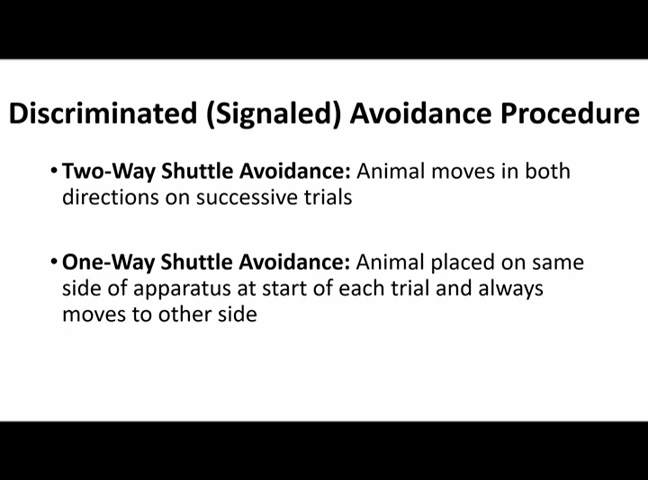 Discriminated (Signaled) Avoidance Procedure
• Two-Way Shuttle Avoidance: Animal moves in both
directions on successive trials
• One-Way Shuttle Avoidance: Animal placed on same
side of apparatus at start of each trial and always
moves to other side